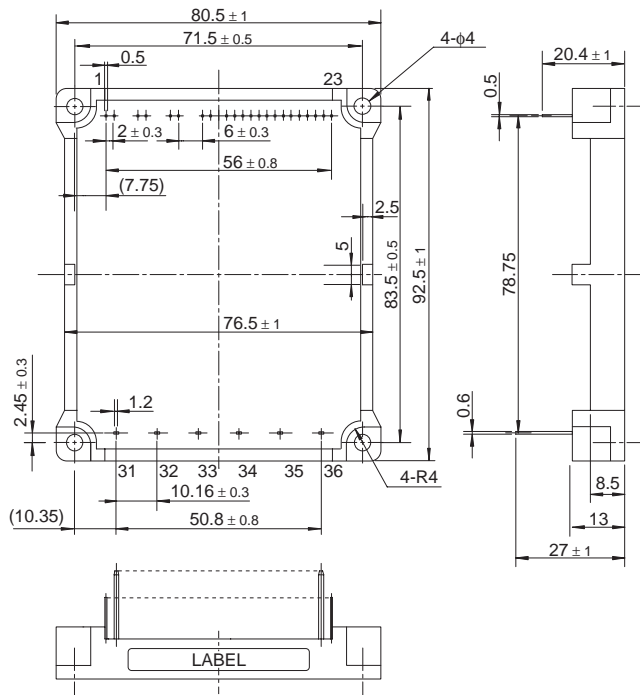 80.5 ± 1
71.5 ± 0.5
4-ϕ4
20.4 ± 1
0.5
1
23
0.5
2 ± 0.3
6 ± 0.3
56 ± 0.8
(7.75)
2.5
5
83.5 ± 0.5
92.5 ± 1
78.75
76.5 ± 1
2.45 ± 0.3
1.2
0.6
31 32 33 34 35 36
4-R4
10.16 ± 0.3
8.5
(10.35)
50.8 ± 0.8
13
27 ± 1
LABEL